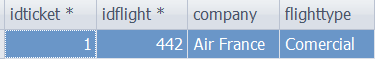 idticket * idflight * company flighttype
1 442 Air France Comercial